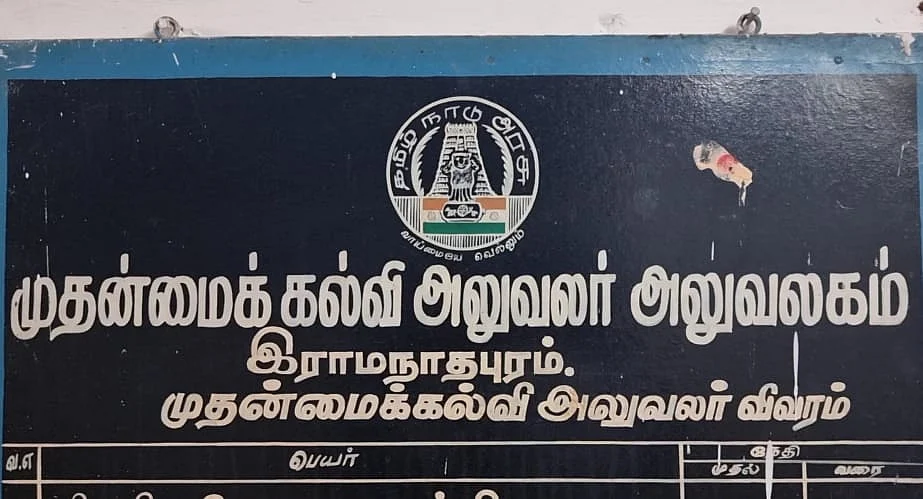 தமிழ் நாடு அரசு
வாய்மையே வெல்லும்
முதன்மைக் கல்வி அலுவலர் அலுவலகம்
இராமநாதபுரம்.
முதன்மைக்கல்வி அலுவலர் விவரம்
வ.எ பெயர் தேதி
முதல் வரை